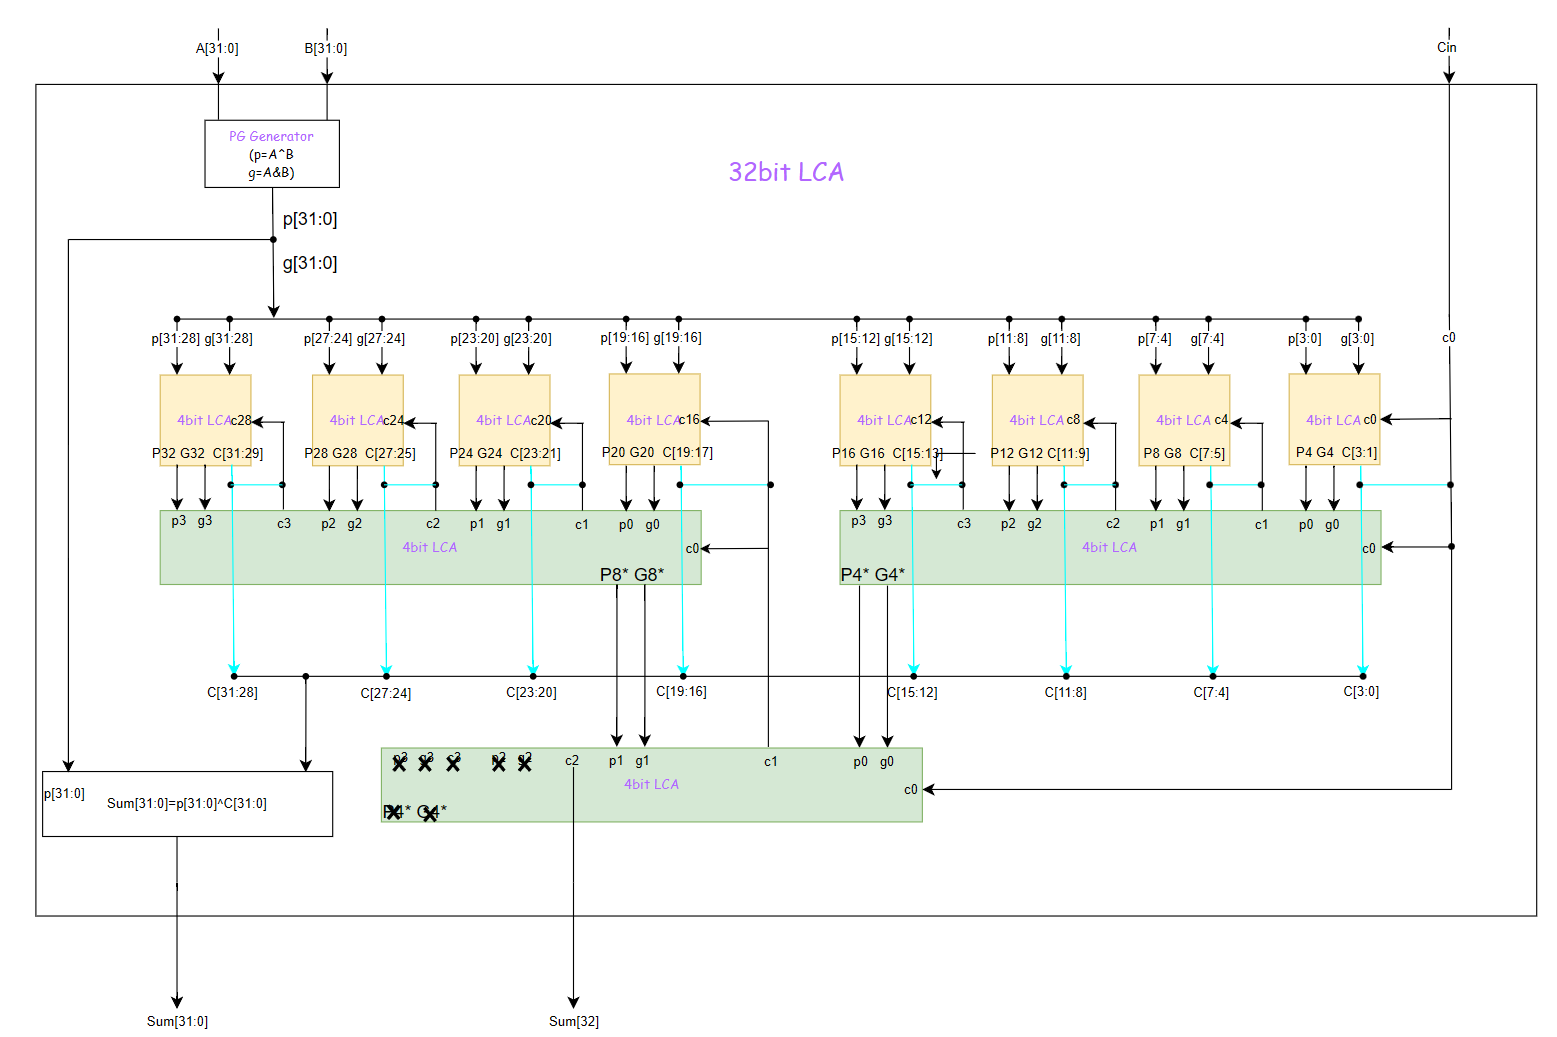 A[31:0]
B[31:0]
Cin
PG Generator
(p=A^B
g=A&B)
32bit LCA
p[31:0]
g[31:0]
p[31:28] g[31:28]
p[27:24] g[27:24]
p[23:20] g[23:20]
p[19:16] g[19:16]
p[15:12] g[15:12]
p[11:8] g[11:8]
p[7:4] g[7:4]
p[3:0] g[3:0]
c0
4bit LCA c28
4bit LCA c24
4bit LCA c20
4bit LCA c16
4bit LCA c12
4bit LCA c8
4bit LCA c4
4bit LCA c0
P32 G32 C[31:29]
P28 G28 C[27:25]
P24 G24 C[23:21]
P20 G20 C[19:17]
P16 G16 C[15:13]
P12 G12 C[11:9]
P8 G8 C[7:5]
P4 G4 C[3:1]
p3 g3 c3 p2 g2 c2 p1 g1 c1 p0 g0
p3 g3 c3 p2 g2 c2 p1 g1 c1 p0 g0
4bit LCA
c0
4bit LCA
c0
P8* G8*
P4* G4*
C[31:28]
C[27:24]
C[23:20]
C[19:16]
C[15:12]
C[11:8]
C[7:4]
C[3:0]
p3 g3 c3 p2 g2 c2 p1 g1 c1 p0 g0
4bit LCA
c0
P4* G4*
p[31:0]
Sum[31:0]=p[31:0]^C[31:0]
Sum[31:0]
Sum[32]